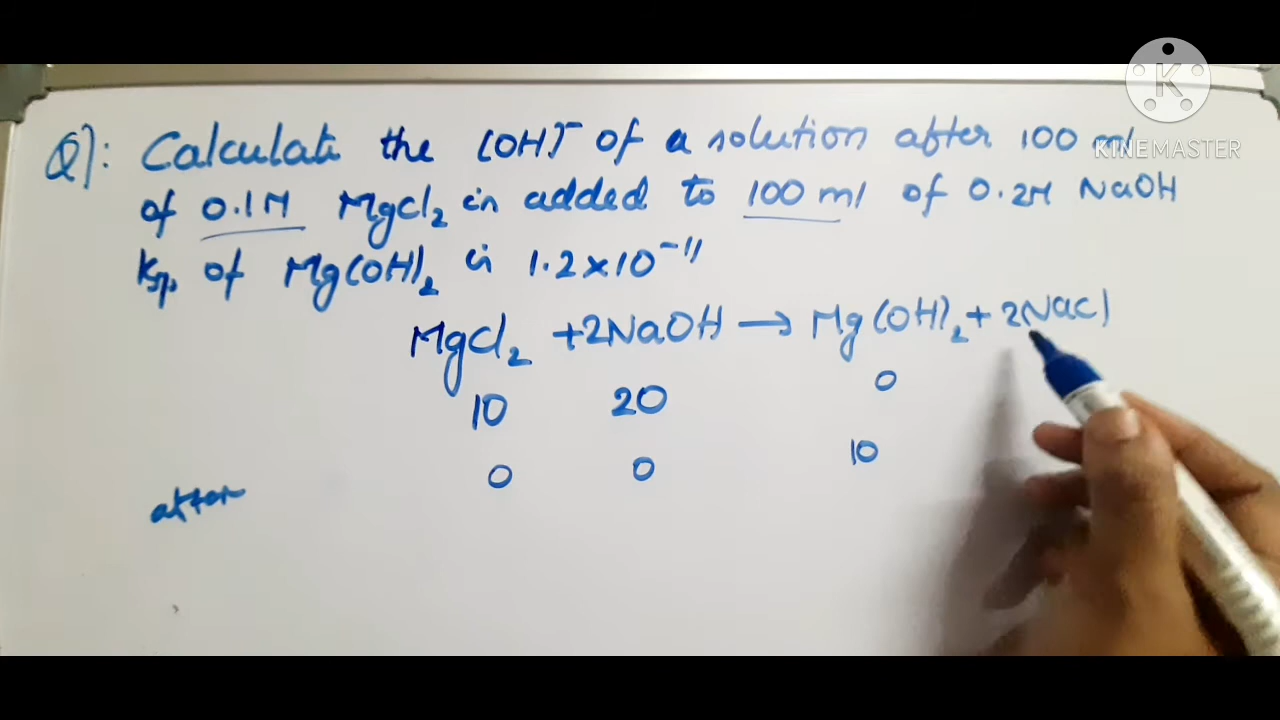 Q]: Calculate the [OH]⁻ of a solution after 100 ml
of 0.1M MgCl₂ is added to 100 ml of 0.2M NaOH
Ksp of Mg(OH)₂ is 1.2×10⁻¹¹
MgCl₂ + 2NaOH → Mg(OH)₂ + 2NaCl
10 20 0
0 0 10
after
K
KINEMASTER